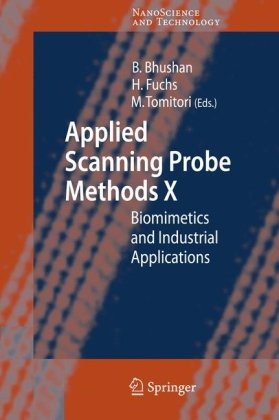 NANOSCIENCE AND TECHNOLOGY
B. Bhushan
H. Fuchs
M. Tomitori (Eds.)
Applied
Scanning Probe
Methods X
Biomimetics
and Industrial
Applications
Springer